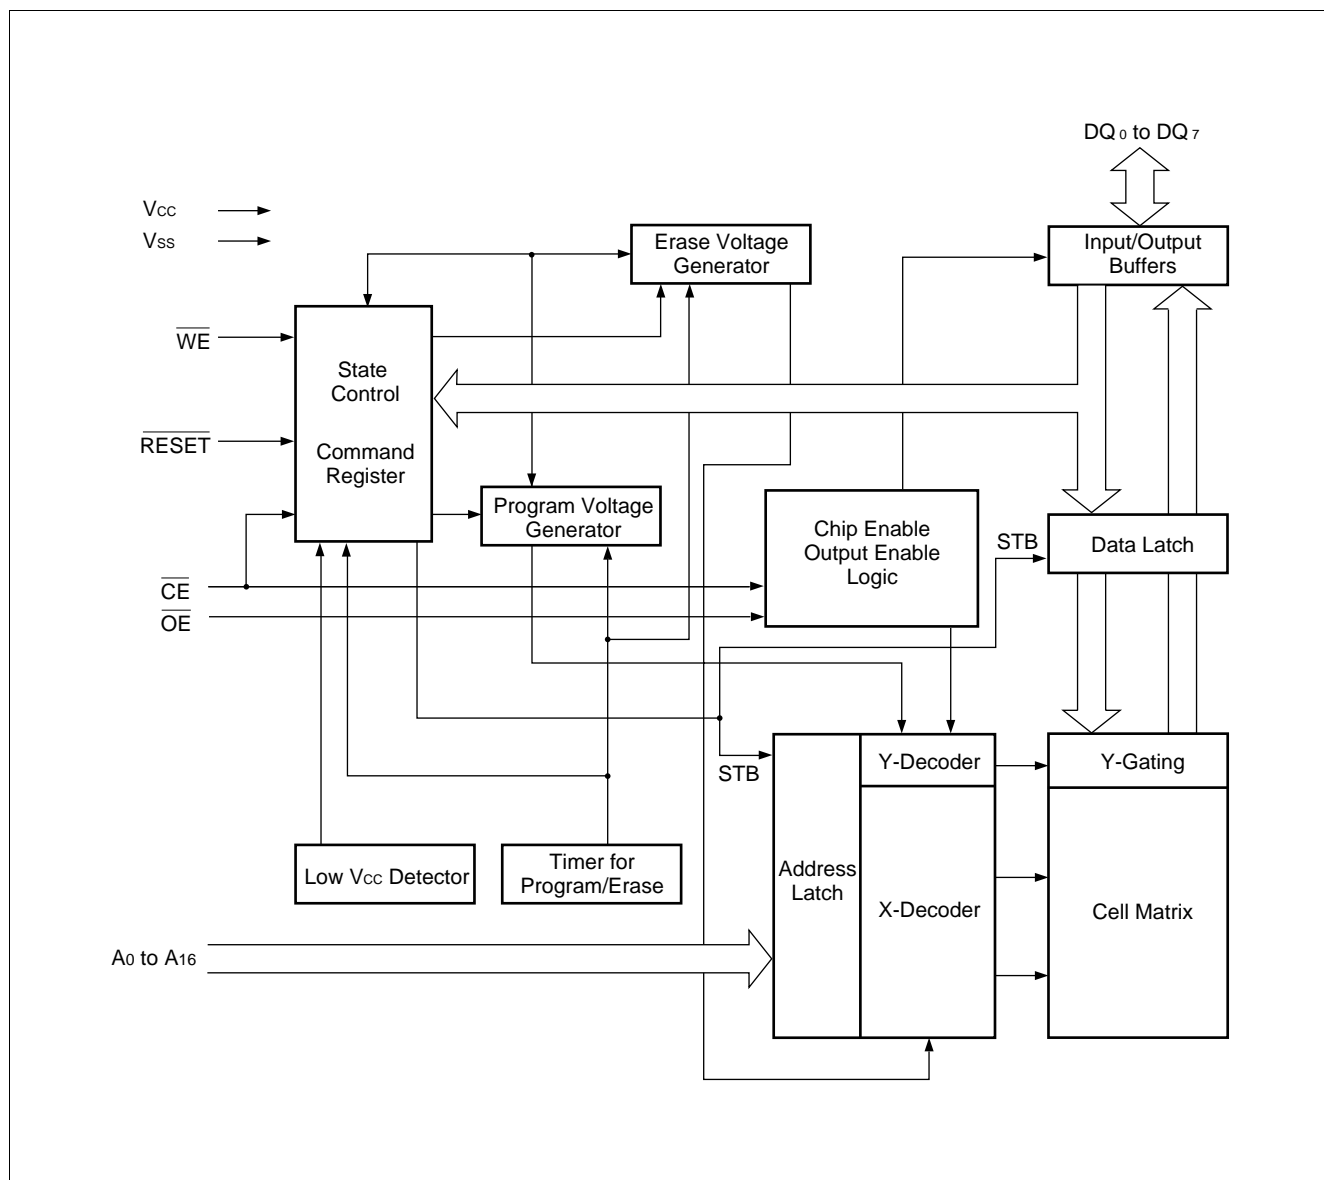 DQ0 to DQ7
VCC
VSS
Erase Voltage
Generator
Input/Output
Buffers
WE
State
Control
RESET
Command
Register
Program Voltage
Generator
Chip Enable
Output Enable
Logic
STB
Data Latch
CE
OE
STB
Y-Decoder
Y-Gating
Low VCC Detector
Timer for
Program/Erase
Address
Latch
X-Decoder
Cell Matrix
A0 to A16